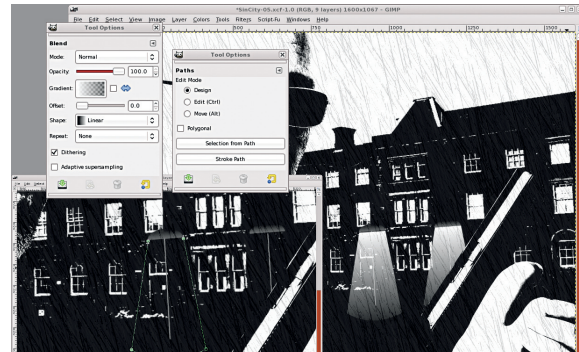 *SinCity-05.xcf-1.0 (RGB, 9 layers) 1600x1067 – GIMP
File Edit Select View Image Layer Colors Tools Filters Script-Fu Windows Help
500
1000
1500
Tool Options
Blend
Mode: Normal
Opacity: 100.0
Gradient:
Offset: 0.0
Shape: Linear
Repeat: None
Dithering
Adaptive supersampling
Tool Options
Paths
Edit Mode
Design
Edit (Ctrl)
Move (Alt)
Polygonal
Selection from Path
Stroke Path